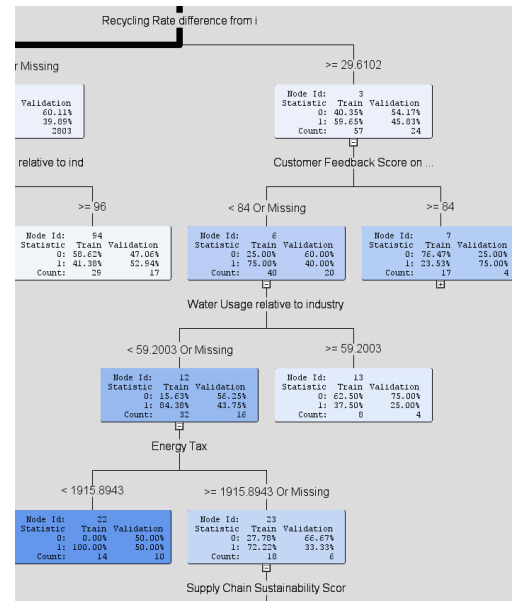 Recycling Rate difference from i
r Missing
>= 29.6102
Validation
60.11%
39.89%
2803
Node Id: 3
Statistic Train Validation
0: 40.35% 54.17%
1: 59.65% 45.83%
Count: 57 24
relative to ind
Customer Feedback Score on ...
>= 96
< 84 Or Missing
>= 84
Node Id: 94
Statistic Train Validation
0: 58.62% 47.06%
1: 41.38% 52.94%
Count: 29 17
Node Id: 6
Statistic Train Validation
0: 25.00% 60.00%
1: 75.00% 40.00%
Count: 40 20
Node Id: 7
Statistic Train Validation
0: 76.47% 25.00%
1: 23.53% 75.00%
Count: 17 4
Water Usage relative to industry
< 59.2003 Or Missing
>= 59.2003
Node Id: 12
Statistic Train Validation
0: 15.63% 56.25%
1: 84.38% 43.75%
Count: 32 16
Node Id: 13
Statistic Train Validation
0: 62.50% 75.00%
1: 37.50% 25.00%
Count: 8 4
Energy Tax
< 1915.8943
>= 1915.8943 Or Missing
Node Id: 22
Statistic Train Validation
0: 0.00% 50.00%
1: 100.00% 50.00%
Count: 14 10
Node Id: 23
Statistic Train Validation
0: 27.78% 66.67%
1: 72.22% 33.33%
Count: 18 6
Supply Chain Sustainability Scor